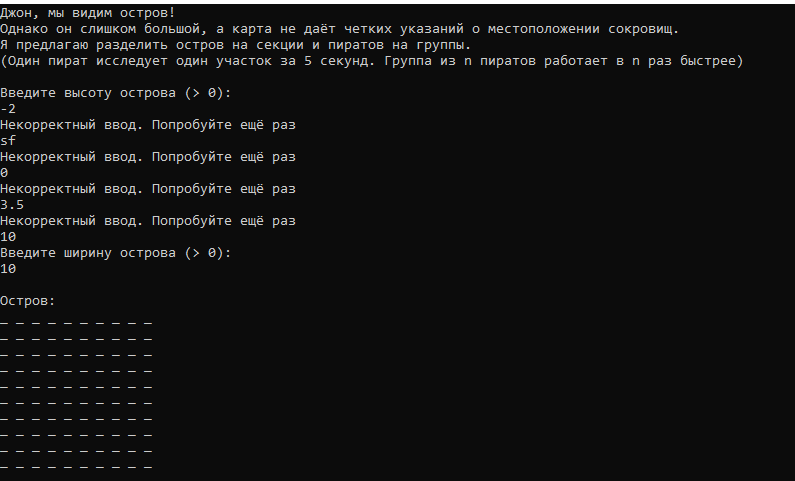 Джон, мы видим остров!
Однако он слишком большой, а карта не даёт четких указаний о местоположении сокровищ.
Я предлагаю разделить остров на секции и пиратов на группы.
(Один пират исследует один участок за 5 секунд. Группа из n пиратов работает в n раз быстрее)
Введите высоту острова (> 0):
-2
Некорректный ввод. Попробуйте ещё раз
sf
Некорректный ввод. Попробуйте ещё раз
0
Некорректный ввод. Попробуйте ещё раз
3.5
Некорректный ввод. Попробуйте ещё раз
10
Введите ширину острова (> 0):
10
Остров:
_ _ _ _ _ _ _ _ _ _
_ _ _ _ _ _ _ _ _ _
_ _ _ _ _ _ _ _ _ _
_ _ _ _ _ _ _ _ _ _
_ _ _ _ _ _ _ _ _ _
_ _ _ _ _ _ _ _ _ _
_ _ _ _ _ _ _ _ _ _
_ _ _ _ _ _ _ _ _ _
_ _ _ _ _ _ _ _ _ _
_ _ _ _ _ _ _ _ _ _